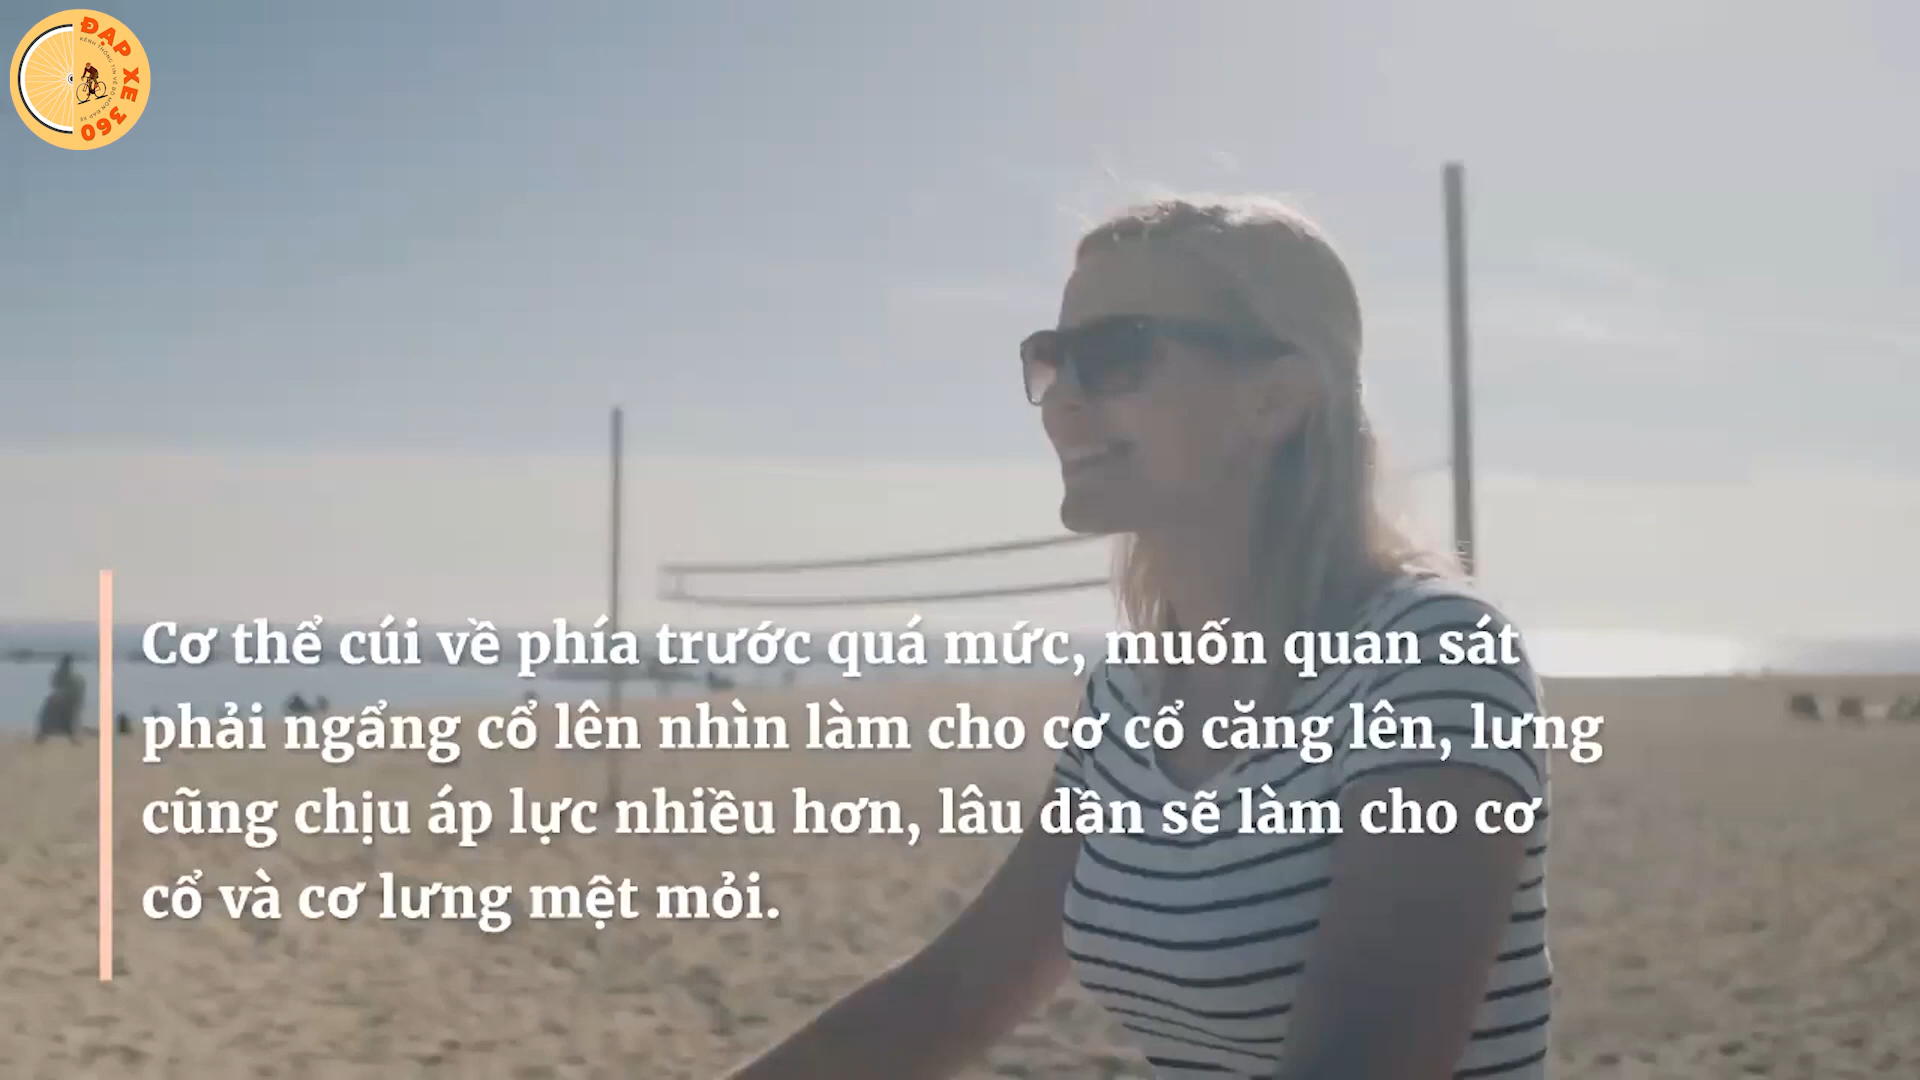 ĐẠP XE 360
Cơ thể cúi về phía trước quá mức, muốn quan sát
phải ngẩng cổ lên nhìn làm cho cơ cổ căng lên, lưng
cũng chịu áp lực nhiều hơn, lâu dần sẽ làm cho cơ
cổ và cơ lưng mệt mỏi.